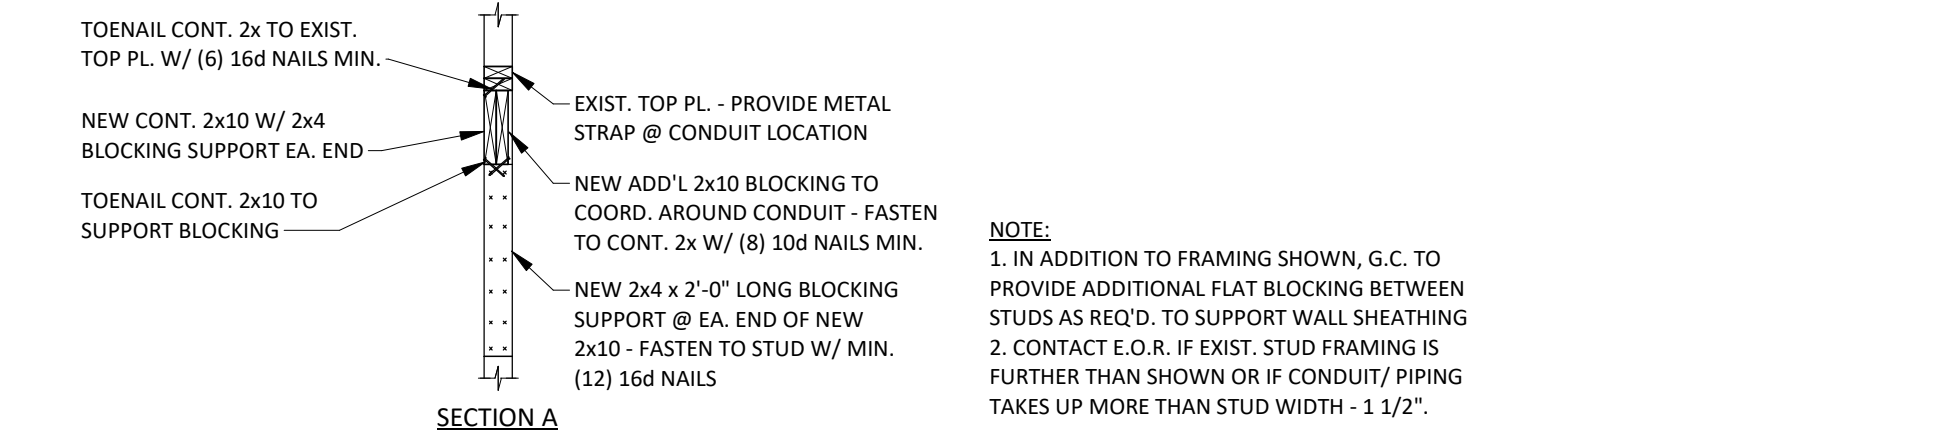 TOENAIL CONT. 2x TO EXIST.
TOP PL. W/ (6) 16d NAILS MIN.
NEW CONT. 2x10 W/ 2x4
BLOCKING SUPPORT EA. END
TOENAIL CONT. 2x10 TO
SUPPORT BLOCKING
EXIST. TOP PL. - PROVIDE METAL
STRAP @ CONDUIT LOCATION
NEW ADD'L 2x10 BLOCKING TO
COORD. AROUND CONDUIT - FASTEN
TO CONT. 2x W/ (8) 10d NAILS MIN.
NEW 2x4 x 2'-0" LONG BLOCKING
SUPPORT @ EA. END OF NEW
2x10 - FASTEN TO STUD W/ MIN.
(12) 16d NAILS
SECTION A
NOTE:
1. IN ADDITION TO FRAMING SHOWN, G.C. TO
PROVIDE ADDITIONAL FLAT BLOCKING BETWEEN
STUDS AS REQ'D. TO SUPPORT WALL SHEATHING
2. CONTACT E.O.R. IF EXIST. STUD FRAMING IS
FURTHER THAN SHOWN OR IF CONDUIT/ PIPING
TAKES UP MORE THAN STUD WIDTH - 1 1/2".